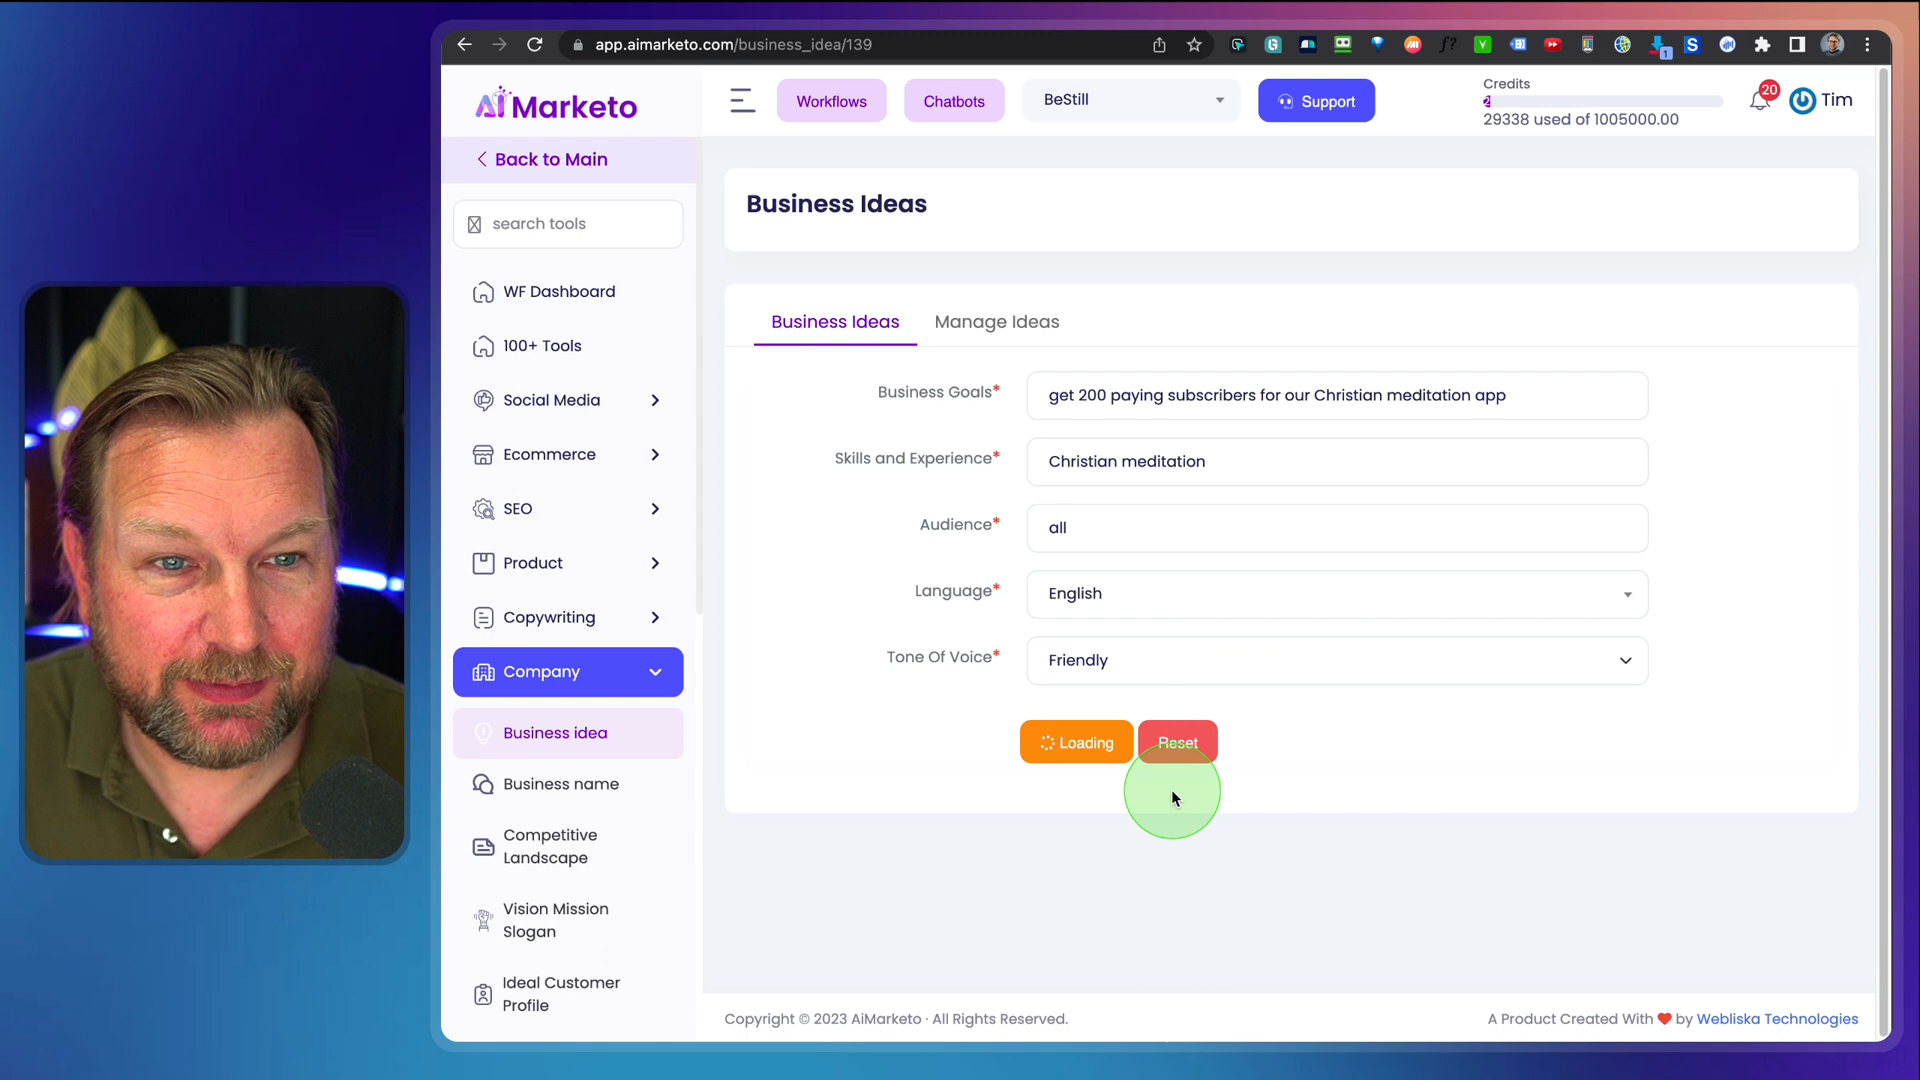 app.aimarketo.com/business_idea/139
AiMarketo
Workflows
Chatbots
BeStill
Support
Credits
2
29338 used of 1005000.00
20
Tim
Back to Main
search tools
WF Dashboard
100+ Tools
Social Media
Ecommerce
SEO
Product
Copywriting
Company
Business idea
Business name
Competitive
Landscape
Vision Mission
Slogan
Ideal Customer
Profile
Business Ideas
Business Ideas
Manage Ideas
Business Goals*
get 200 paying subscribers for our Christian meditation app
Skills and Experience*
Christian meditation
Audience*
all
Language*
English
Tone Of Voice*
Friendly
Loading
Reset
Copyright © 2023 AiMarketo · All Rights Reserved.
A Product Created With ❤ by Webliska Technologies